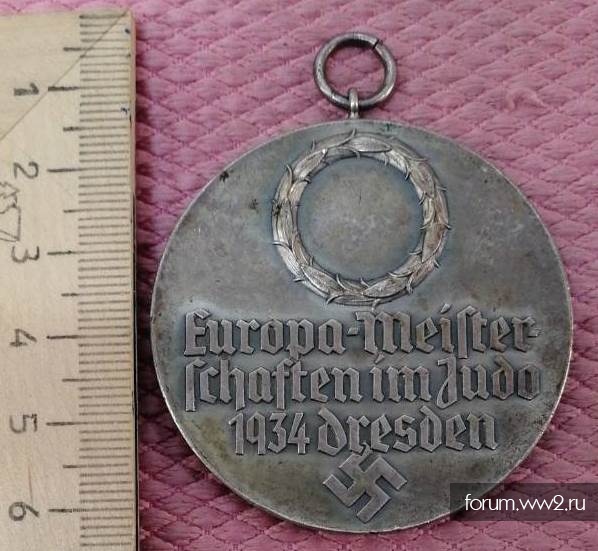 Europa-Meister-
schaften im Judo
1934 Dresden
1
2
3
4
5
6
forum.ww2.ru